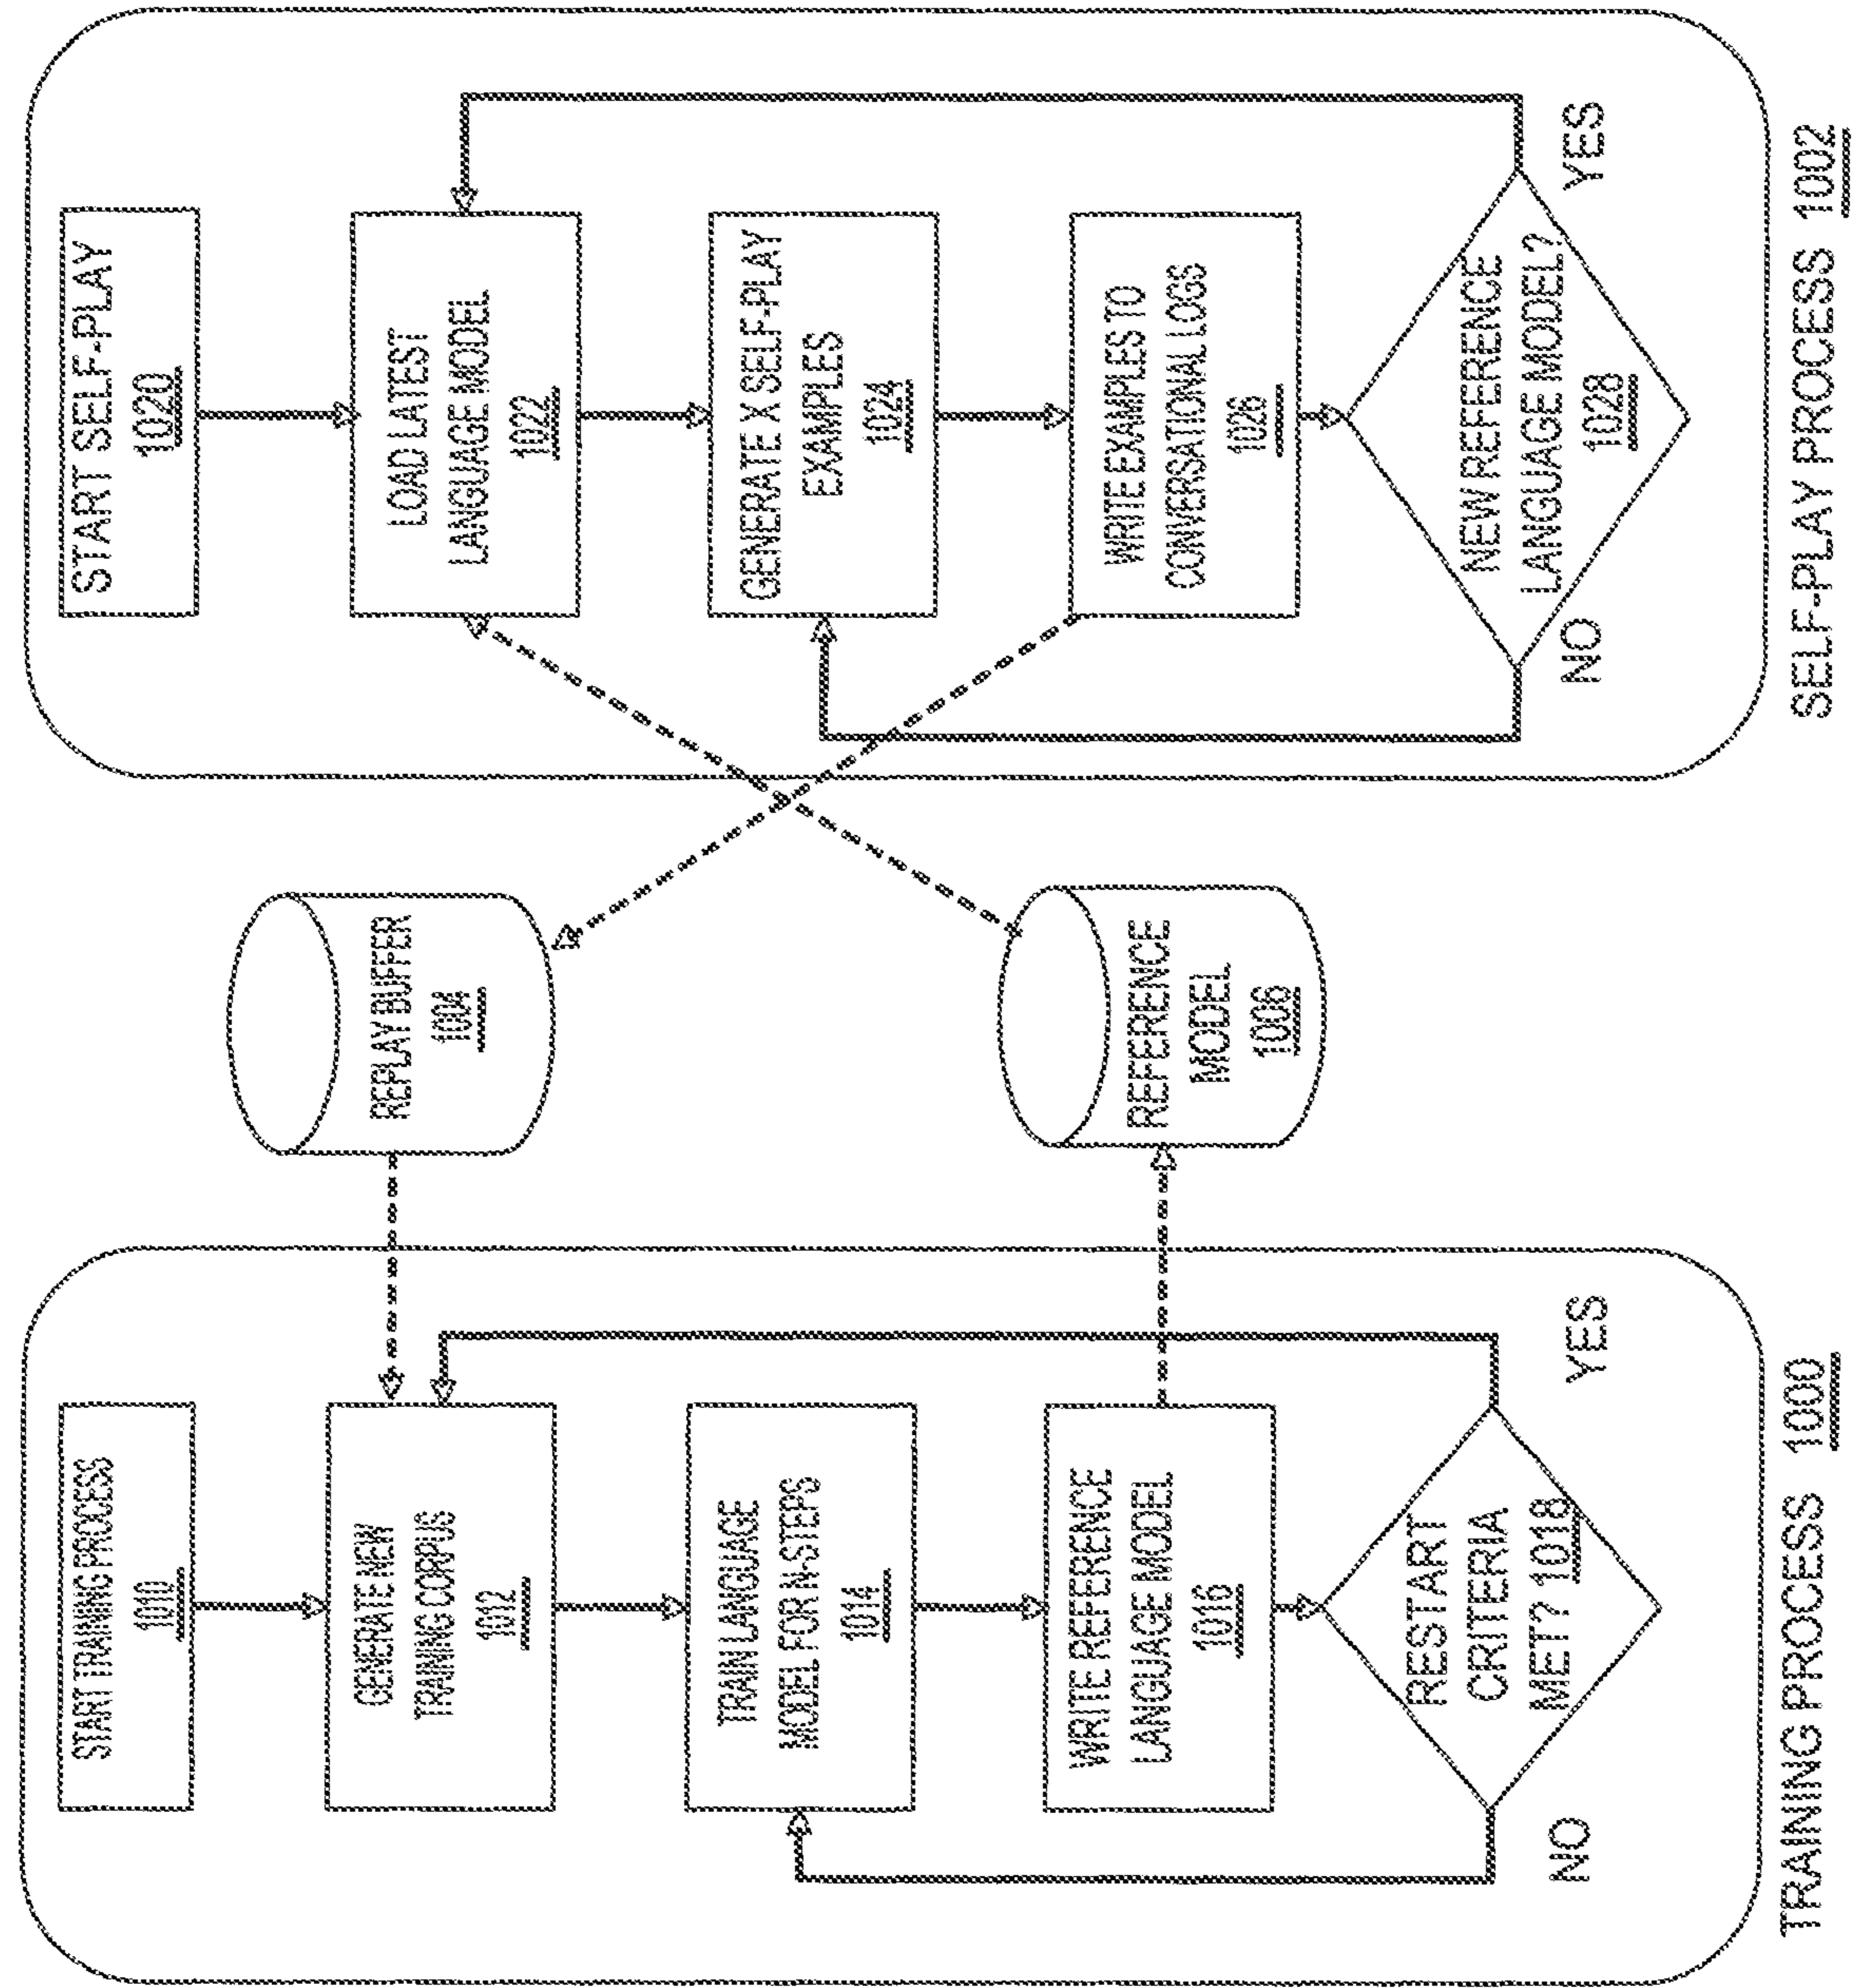 START TRAINING PROCESS
1010
GENERATE NEW
TRAINING CORPUS
1012
TRAIN LANGUAGE
MODEL FOR N-STEPS
1014
WRITE REFERENCE
LANGUAGE MODEL
1016
RESTART
CRITERIA
MET? 1018
NO
YES
TRAINING PROCESS 1000
REPLAY BUFFER
1004
REFERENCE
MODEL
1006
START SELF-PLAY
1020
LOAD LATEST
LANGUAGE MODEL
1022
GENERATE X SELF-PLAY
EXAMPLES
1024
WRITE EXAMPLES TO
CONVERSATIONAL LOGS
1026
NEW REFERENCE
LANGUAGE MODEL?
1028
NO
YES
SELF-PLAY PROCESS 1002